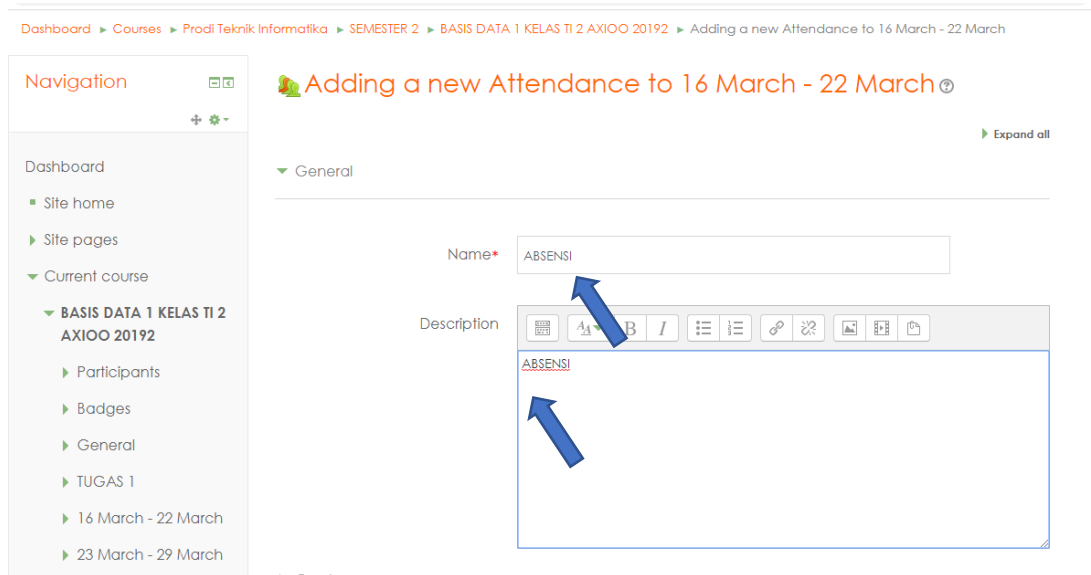 Dashboard ▶ Courses ▶ Prodi Teknik Informatika ▶ SEMESTER 2 ▶ BASIS DATA 1 KELAS TI 2 AXIOO 20192 ▶ Adding a new Attendance to 16 March - 22 March
Navigation
Dashboard
Site home
Site pages
Current course
BASIS DATA 1 KELAS TI 2
AXIOO 20192
Participants
Badges
General
TUGAS 1
16 March - 22 March
23 March - 29 March
Adding a new Attendance to 16 March - 22 March
Expand all
General
Name*
ABSENSI
Description
B I
ABSENSI